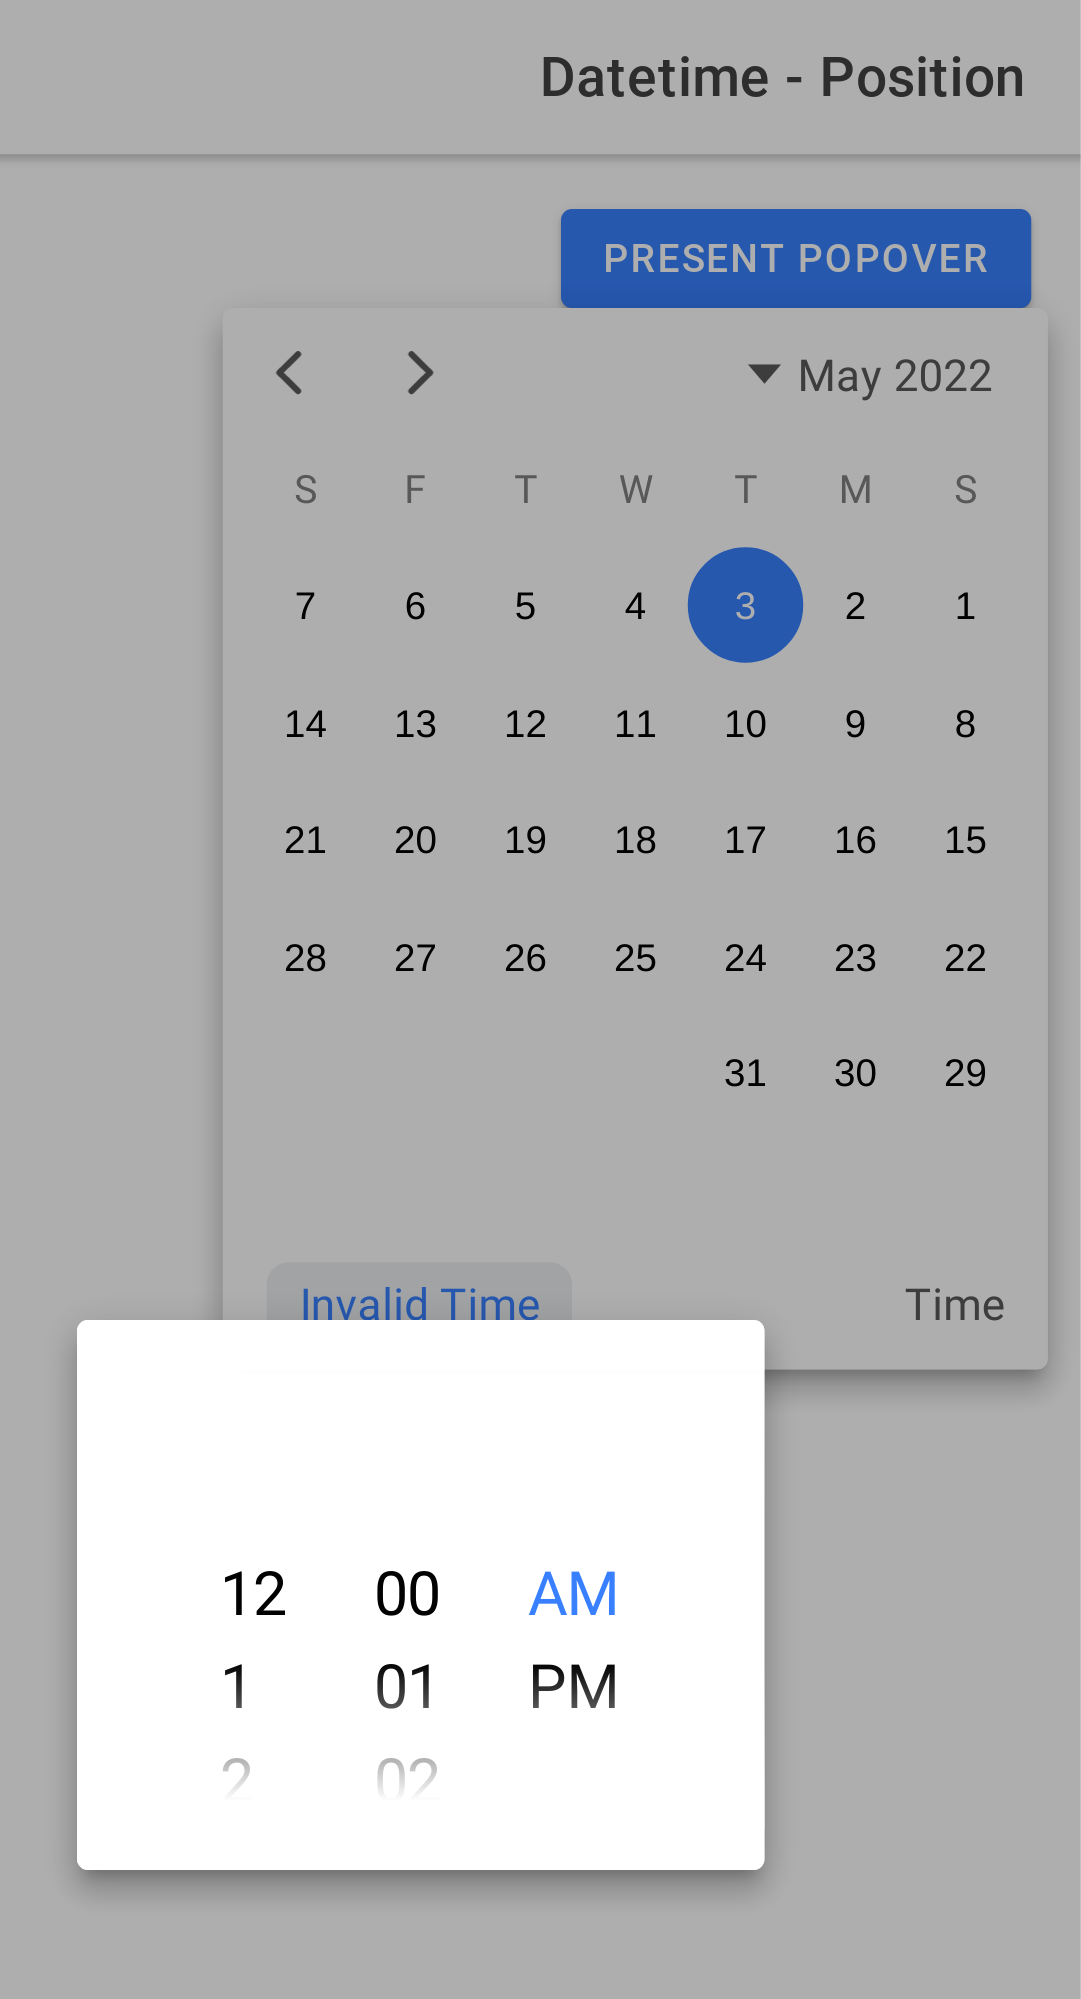 Datetime - Position
PRESENT POPOVER
May 2022
S F T W T M S
7 6 5 4 3 2 1
14 13 12 11 10 9 8
21 20 19 18 17 16 15
28 27 26 25 24 23 22
31 30 29
Invalid Time Time
12 00 AM
1 01 PM
2 02